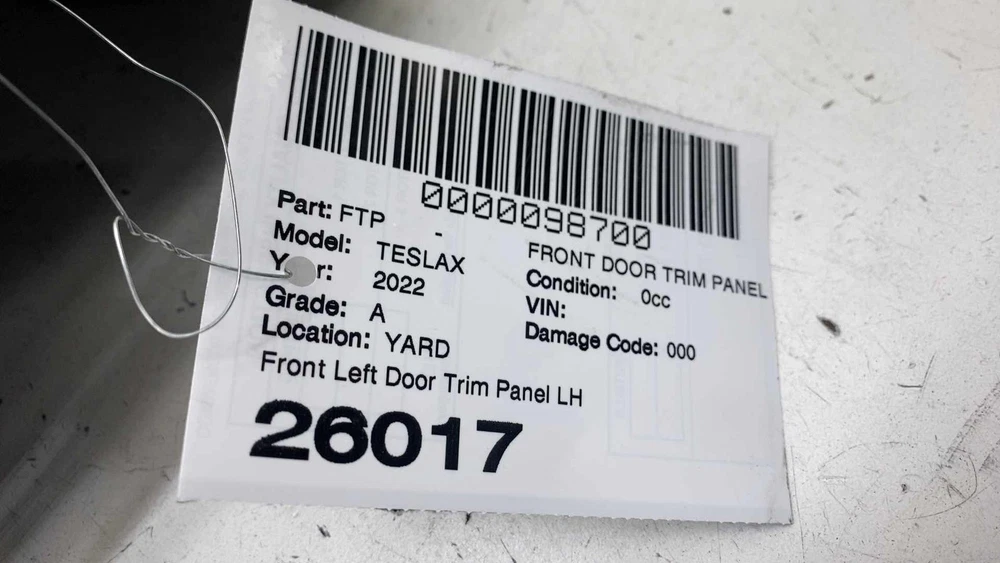 0000098700
Part: FTP - FRONT DOOR TRIM PANEL
Model: TESLAX Condition: 0cc
Year: 2022 VIN:
Grade: A Damage Code: 000
Location: YARD
Front Left Door Trim Panel LH
26017